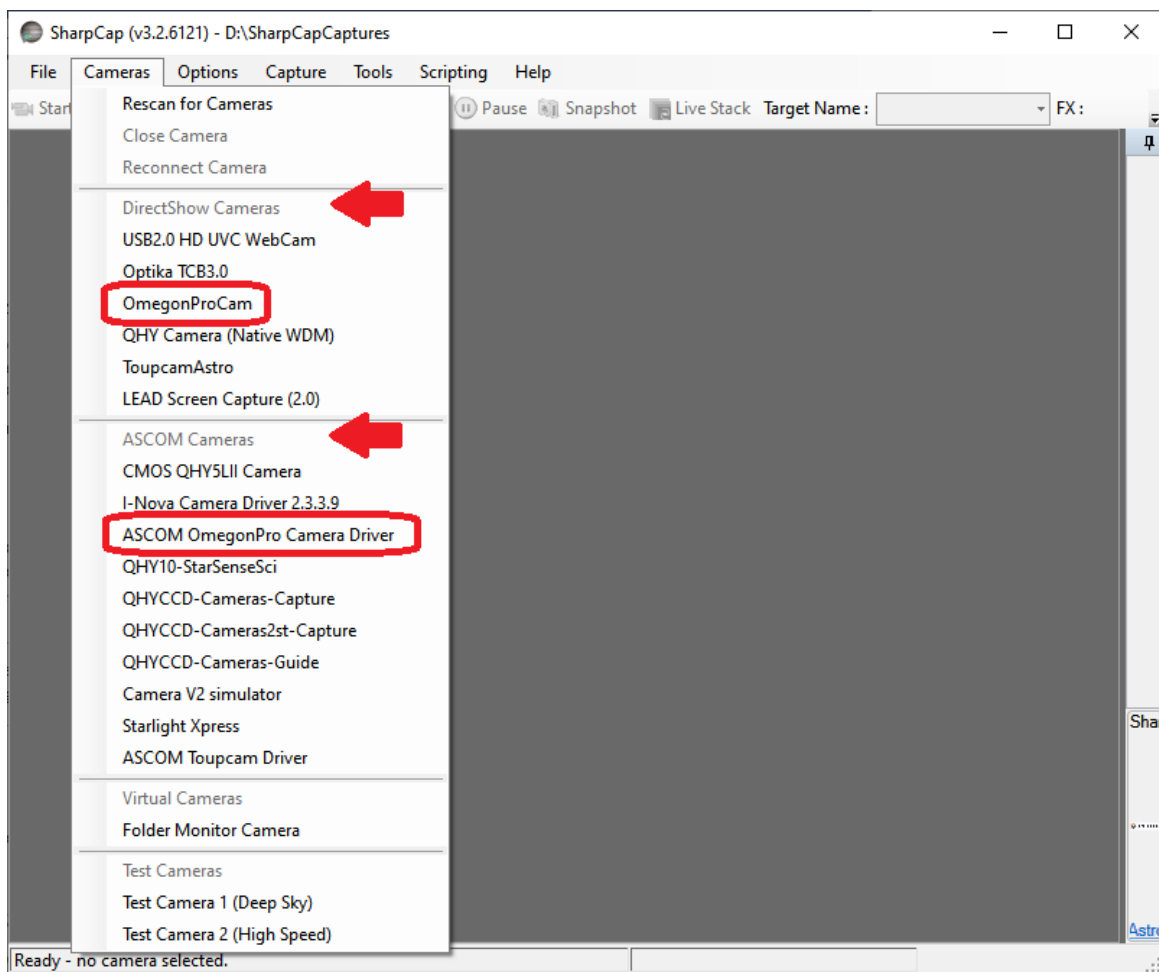 SharpCap (v3.2.6121) - D:\SharpCapCaptures
File Cameras Options Capture Tools Scripting Help
Start Pause Snapshot Live Stack Target Name : FX :
Rescan for Cameras
Close Camera
Reconnect Camera
DirectShow Cameras
USB2.0 HD UVC WebCam
Optika TCB3.0
OmegonProCam
QHY Camera (Native WDM)
ToupcamAstro
LEAD Screen Capture (2.0)
ASCOM Cameras
CMOS QHY5LII Camera
I-Nova Camera Driver 2.3.3.9
ASCOM OmegonPro Camera Driver
QHY10-StarSenseSci
QHYCCD-Cameras-Capture
QHYCCD-Cameras2st-Capture
QHYCCD-Cameras-Guide
Camera V2 simulator
Starlight Xpress
Sha
ASCOM Toupcam Driver
Virtual Cameras
Folder Monitor Camera
Test Cameras
Test Camera 1 (Deep Sky)
Test Camera 2 (High Speed)
Astr
Ready - no camera selected.